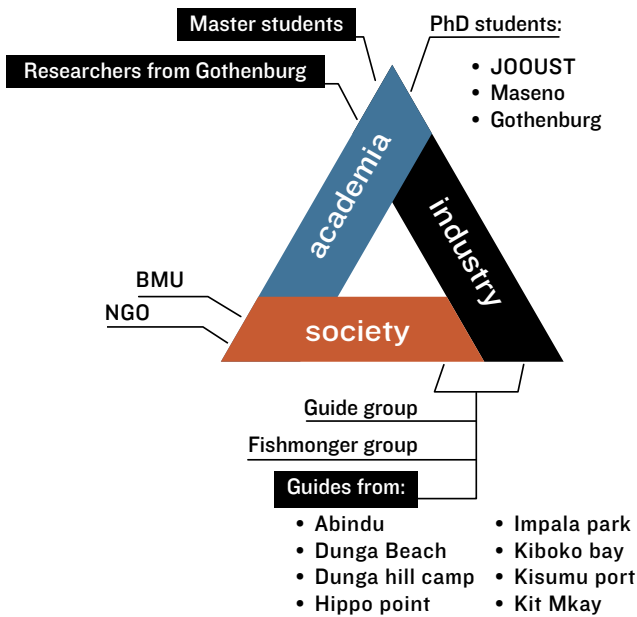 Master students
PhD students:
Researchers from Gothenburg
• JOOUST
• Maseno
• Gothenburg
academia
industry
BMU
NGO
society
Guide group
Fishmonger group
Guides from:
• Abindu
• Dunga Beach
• Dunga hill camp
• Hippo point
• Impala park
• Kiboko bay
• Kisumu port
• Kit Mkay